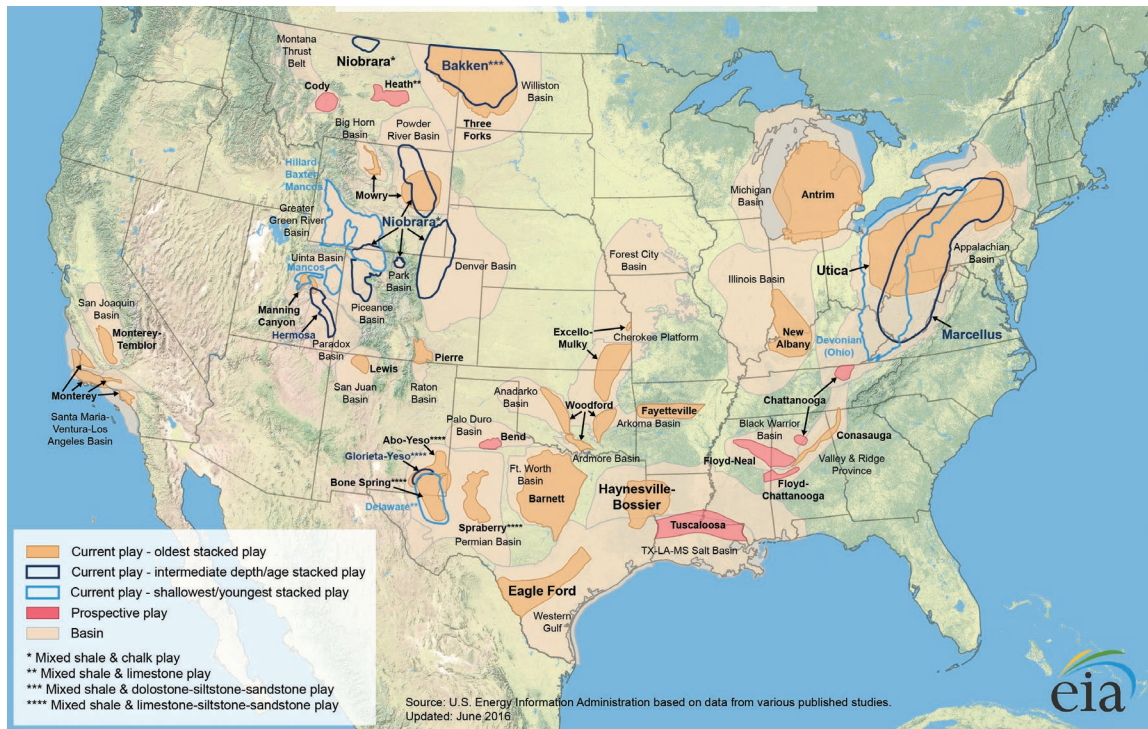 Montana
Thrust
Belt
Niobrara*
Bakken***
Williston
Basin
Cody
Heath**
Big Horn
Basin
Powder
River Basin
Three
Forks
Hillard-
Baxter-
Mancos
Mowry
Greater
Green River
Basin
Niobrara*
Uinta Basin
Mancos
Park
Basin
Denver Basin
Manning
Canyon
Hermosa
Piceance
Basin
Paradox
Basin
San Joaquin
Basin
Monterey-
Temblor
Monterey
Santa Maria-
Ventura-Los
Angeles Basin
Lewis
San Juan
Basin
Pierre
Raton
Basin
Michigan
Basin
Antrim
Forest City
Basin
Illinois Basin
Utica
Appalachian
Basin
Excello-
Mulky
Cherokee Platform
New
Albany
Devonian
(Ohio)
Marcellus
Anadarko
Basin
Woodford
Fayetteville
Arkoma Basin
Chattanooga
Palo Duro
Basin
Bend
Ardmore Basin
Black Warrior
Basin
Conasauga
Floyd-Neal
Valley & Ridge
Province
Floyd-
Chattanooga
Abo-Yeso****
Glorieta-Yeso****
Bone Spring****
Delaware**
Ft. Worth
Basin
Barnett
Haynesville-
Bossier
Spraberry****
Permian Basin
Tuscaloosa
TX-LA-MS Salt Basin
Eagle Ford
Western
Gulf
Current play - oldest stacked play
Current play - intermediate depth/age stacked play
Current play - shallowest/youngest stacked play
Prospective play
Basin
* Mixed shale & chalk play
** Mixed shale & limestone play
*** Mixed shale & dolostone-siltstone-sandstone play
**** Mixed shale & limestone-siltstone-sandstone play
Source: U.S. Energy Information Administration based on data from various published studies.
Updated: June 2016
eia